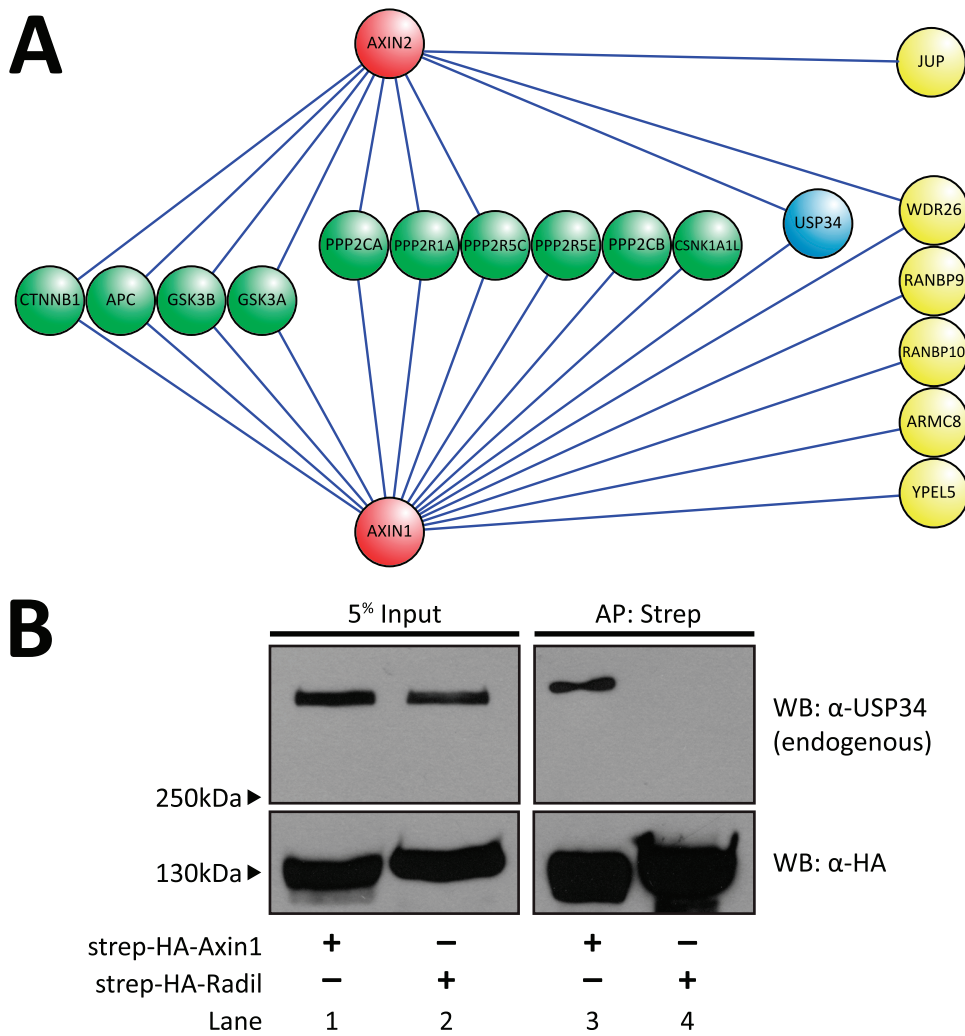 A
AXIN2
JUP
WDR26
USP34
PPP2CA PPP2R1A PPP2R5C PPP2R5E PPP2CB CSNK1A1L
RANBP9
CTNNB1 APC GSK3B GSK3A
RANBP10
ARMC8
YPEL5
AXIN1
B
5% Input AP: Strep
WB: α-USP34
(endogenous)
250kDa
130kDa
WB: α-HA
strep-HA-Axin1 + – + –
strep-HA-Radil – + – +
Lane 1 2 3 4